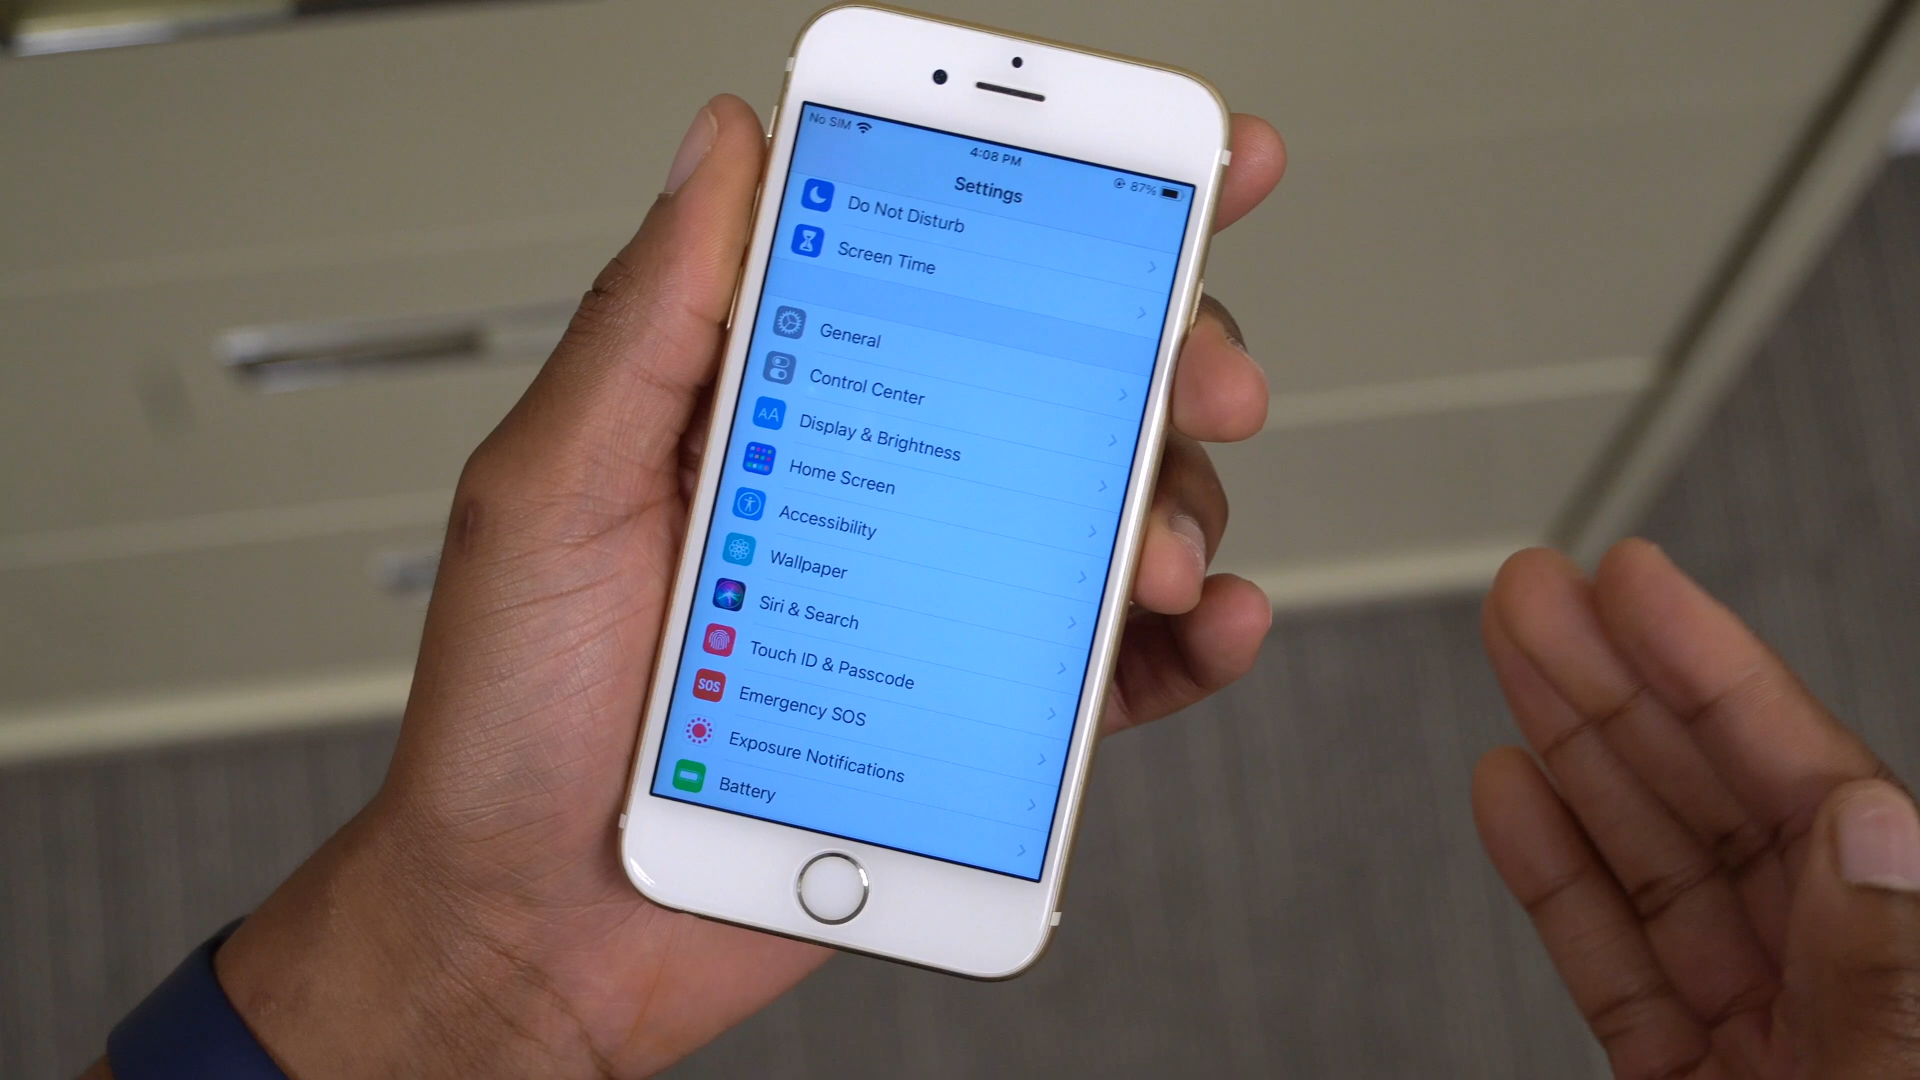 No SIM
4:08 PM
87%
Settings
Do Not Disturb
Screen Time
General
Control Center
AA
Display & Brightness
Home Screen
Accessibility
Wallpaper
Siri & Search
Touch ID & Passcode
SOS
Emergency SOS
Exposure Notifications
Battery